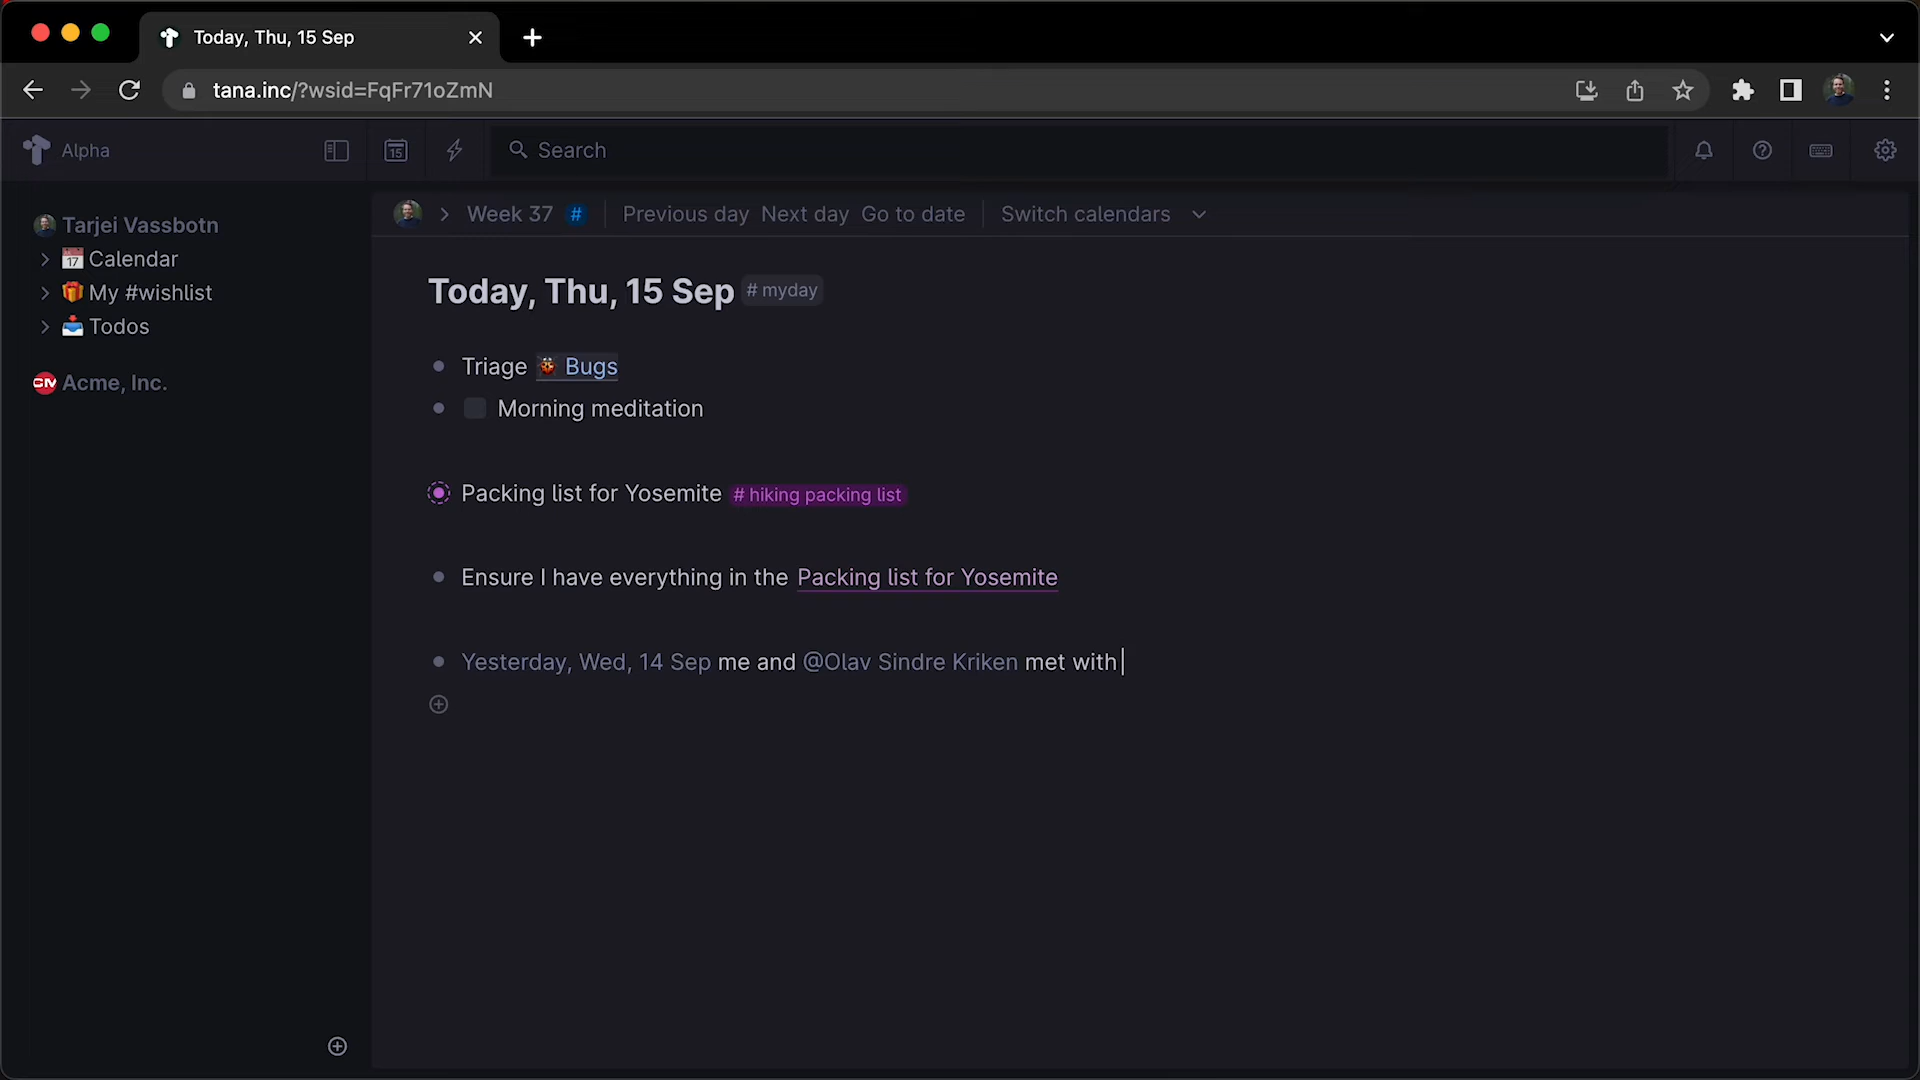 Today, Thu, 15 Sep
tana.inc/?wsid=FqFr71oZmN
Alpha
15
Search
Tarjei Vassbotn
17 Calendar
My #wishlist
Todos
Acme, Inc.
Week 37 #
Previous day Next day Go to date
Switch calendars
Today, Thu, 15 Sep # myday
Triage Bugs
Morning meditation
Packing list for Yosemite # hiking packing list
Ensure I have everything in the Packing list for Yosemite
Yesterday, Wed, 14 Sep me and @Olav Sindre Kriken met with